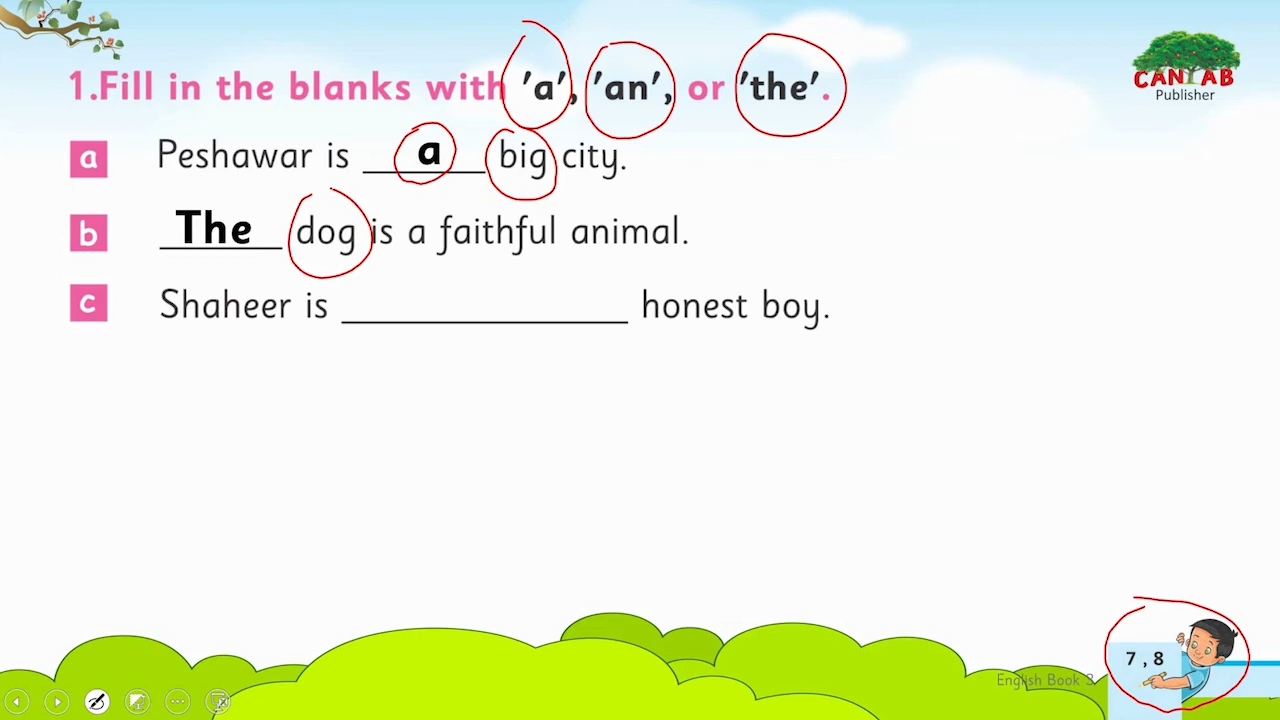 1.Fill in the blanks with 'a', 'an', or 'the'.
CANTAB
Publisher
a Peshawar is a big city.
b The dog is a faithful animal.
c Shaheer is ____________ honest boy.
7 , 8
English Book 3